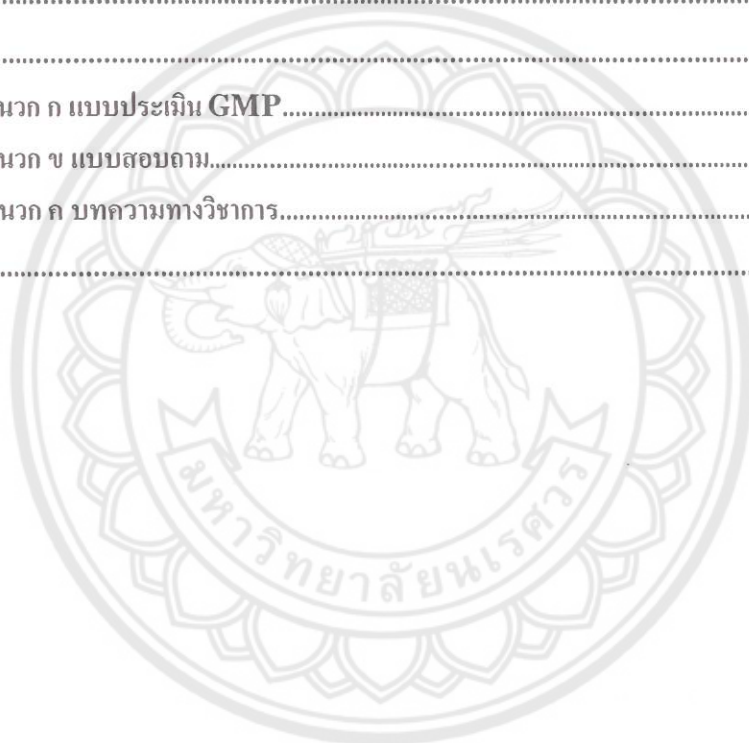 นวก ก แบบประเมิน GMP
นวก ข แบบสอบถาม
นวก ค บทความทางวิชาการ
มหาวิทยาลัยนเรศวร